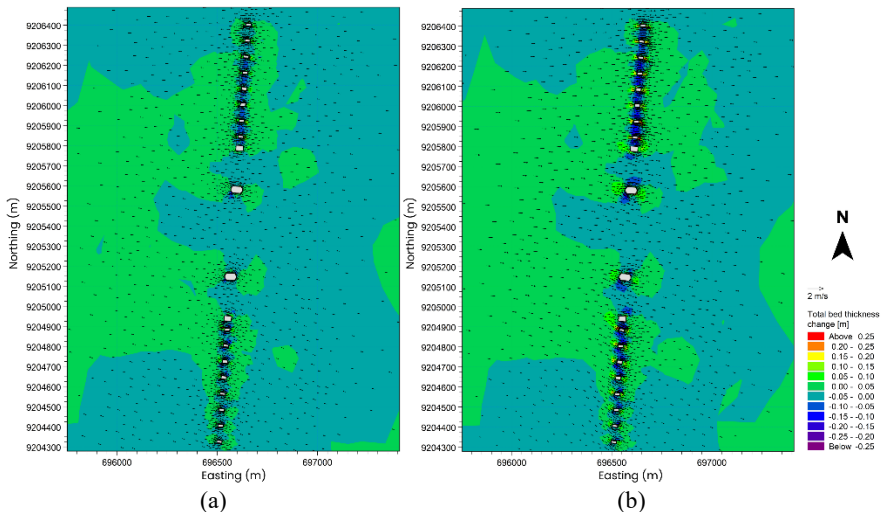 9206400
9206300
9206200
9206100
9206000
9205900
9205800
9205700
9205600
9205500
9205400
9205300
9205200
9205100
9205000
9204900
9204800
9204700
9204600
9204500
9204400
9204300
Northing (m)
696000 696500 697000
Easting (m)
(a)
9206400
9206300
9206200
9206100
9206000
9205900
9205800
9205700
9205600
9205500
9205400
9205300
9205200
9205100
9205000
9204900
9204800
9204700
9204600
9204500
9204400
9204300
Northing (m)
696000 696500 697000
Easting (m)
(b)
N
2 m/s
Total bed thickness
change [m]
Above 0.25
0.20 - 0.25
0.15 - 0.20
0.10 - 0.15
0.05 - 0.10
0.00 - 0.05
-0.05 - 0.00
-0.10 - -0.05
-0.15 - -0.10
-0.20 - -0.15
-0.25 - -0.20
Below -0.25